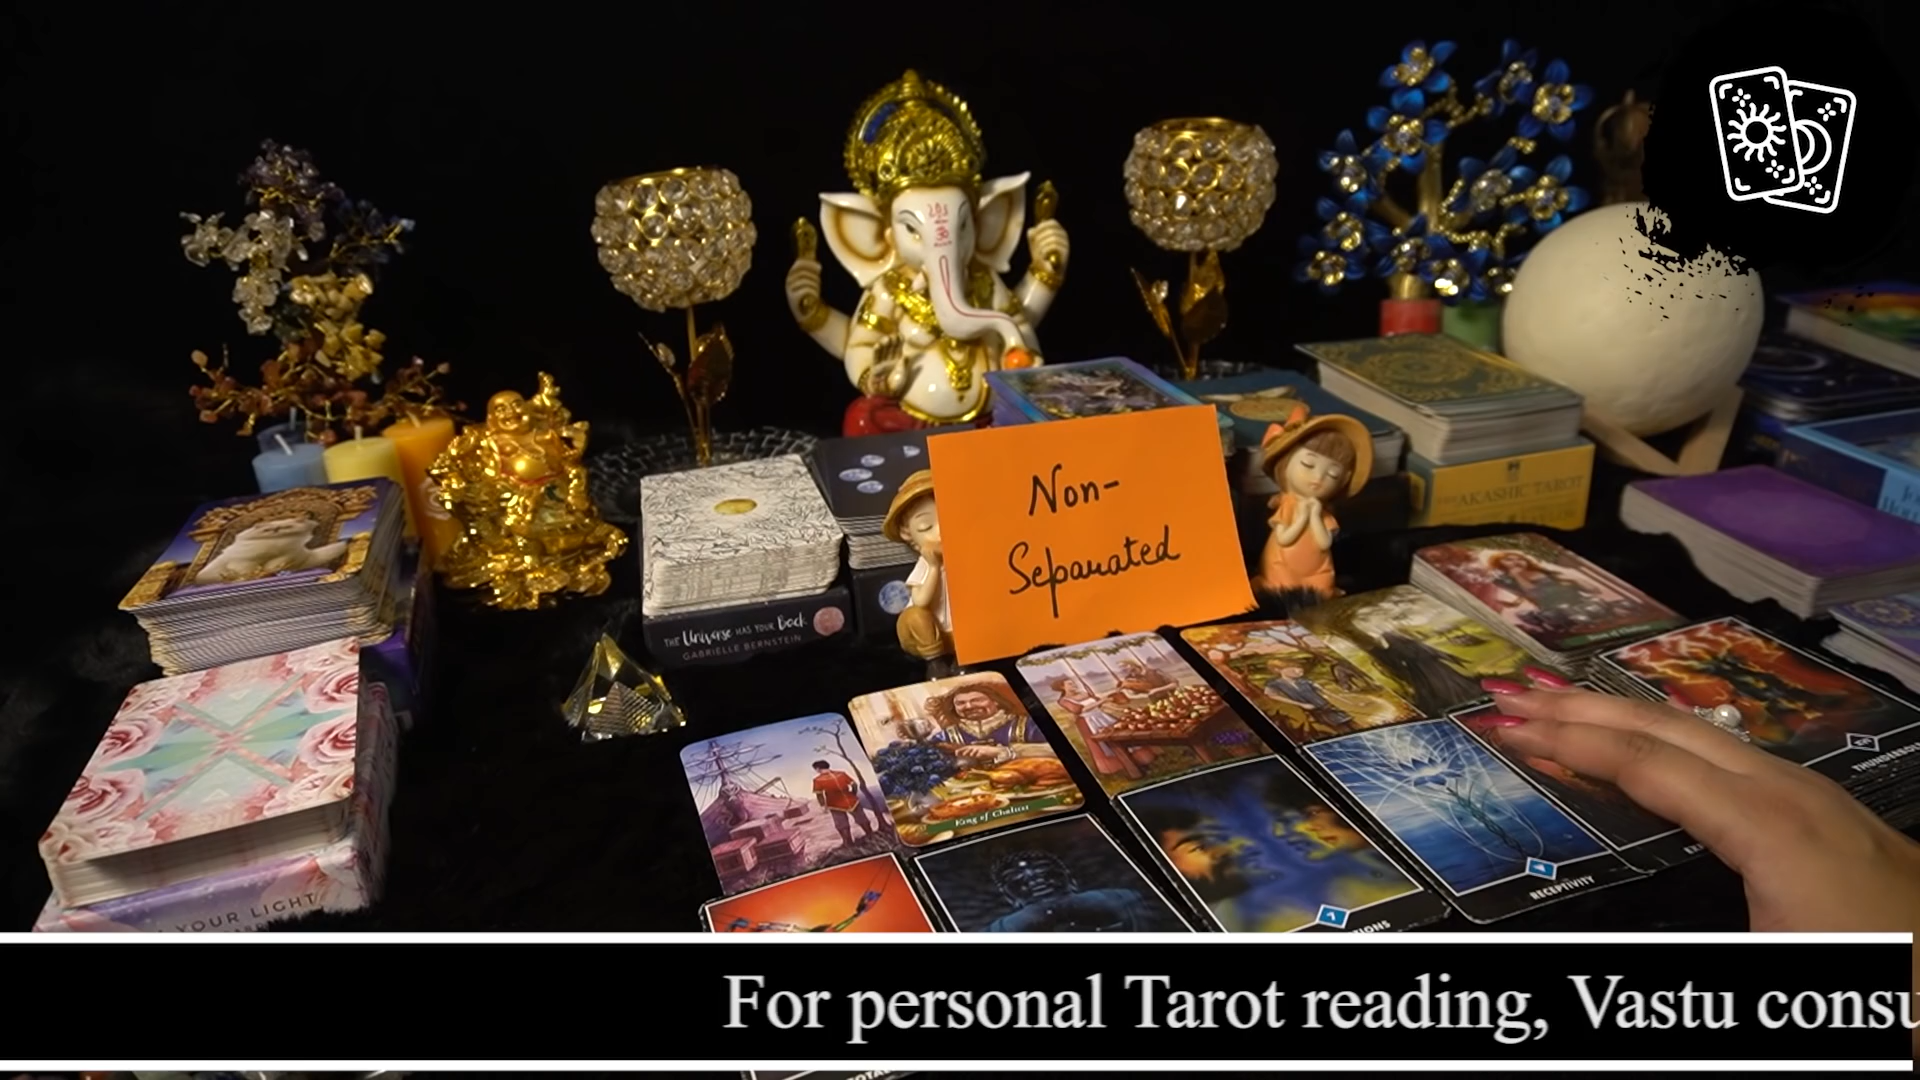 Non-
Separated
THE Universe HAS YOUR Back
GABRIELLE BERNSTEIN
AKASHIC TAROT
YOUR LIGHT
King of Chalices
RECEPTIVITY
For personal Tarot reading, Vastu consu